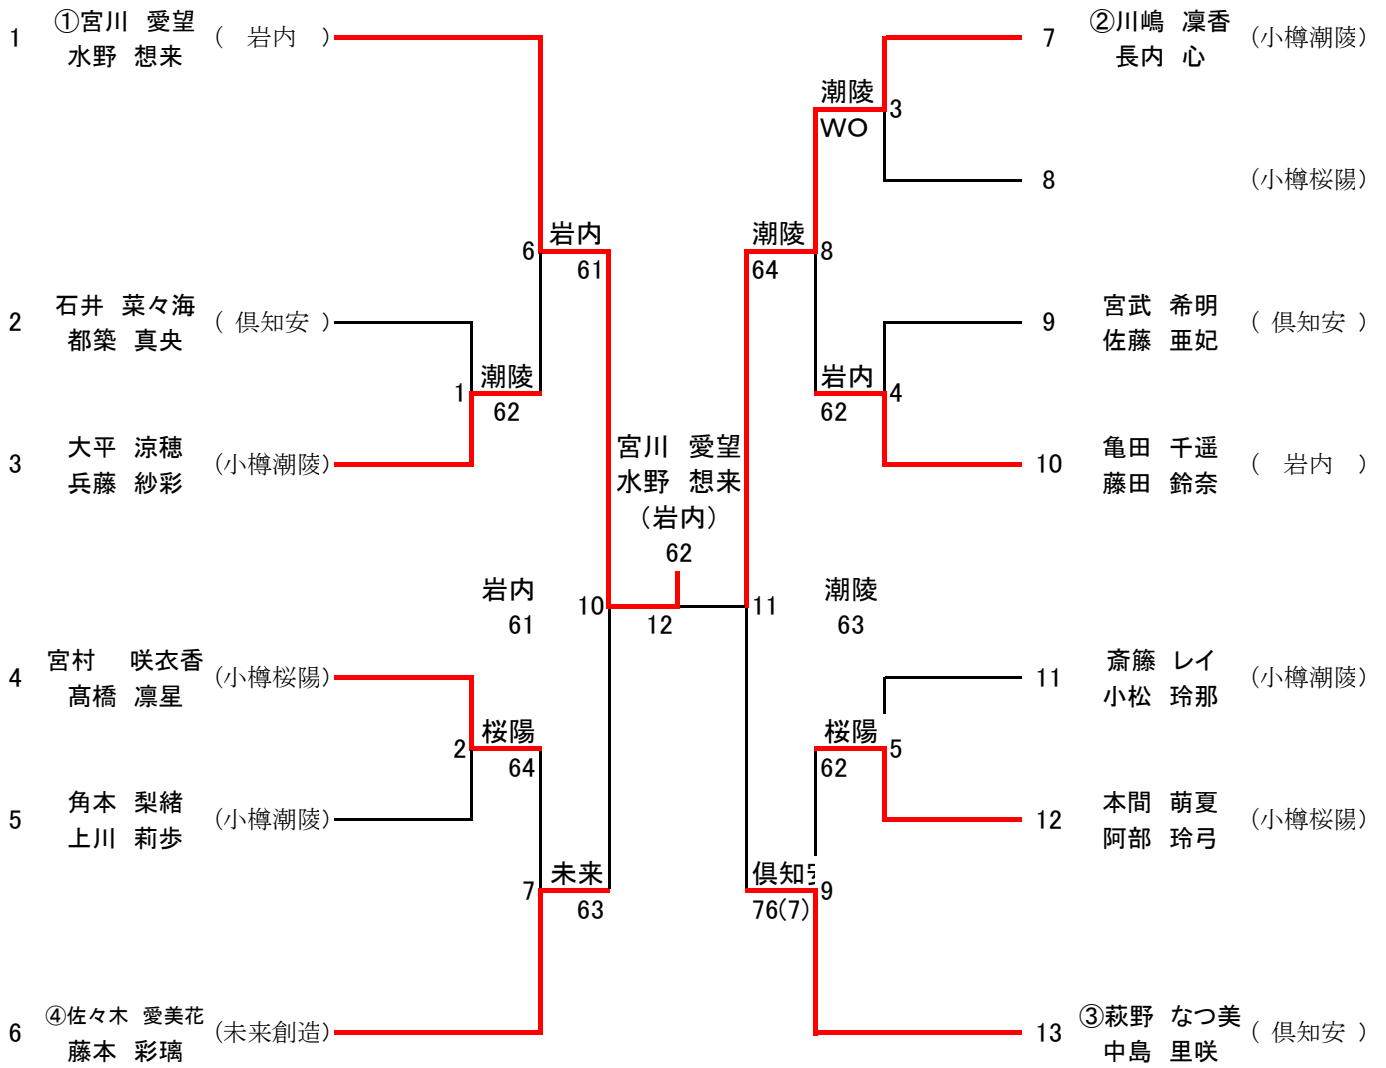 1 ①宮川 愛望 ( 岩内 )
水野 想来
2 石井 菜々海 ( 倶知安 )
都築 真央
3 大平 涼穂 (小樽潮陵)
兵藤 紗彩
4 宮村 咲衣香 (小樽桜陽)
髙橋 凛星
5 角本 梨緒 (小樽潮陵)
上川 莉歩
6 ④佐々木 愛美花 (未来創造)
藤本 彩璃
6 岩内
61
1 潮陵
62
岩内
61
10
2 桜陽
64
7 未来
63
宮川 愛望
水野 想来
(岩内)
62
12
潮陵
WO
3
潮陵
64
8
岩内
62
4
11
潮陵
63
桜陽
62
5
倶知
76(7)
9
7 ②川嶋 凜香 (小樽潮陵)
長内 心
8 (小樽桜陽)
9 宮武 希明 ( 倶知安 )
佐藤 亜妃
10 亀田 千遥 ( 岩内 )
藤田 鈴奈
11 斎籐 レイ (小樽潮陵)
小松 玲那
12 本間 萌夏 (小樽桜陽)
阿部 玲弓
13 ③萩野 なつ美 ( 倶知安 )
中島 里咲